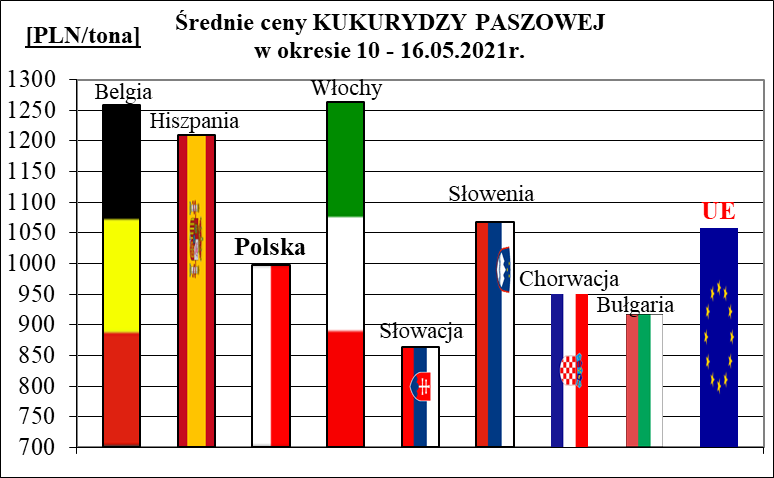 Średnie ceny KUKURYDZY PASZOWEJ
w okresie 10 - 16.05.2021r.
[PLN/tona]
1300
1250
1200
1150
1100
1050
1000
950
900
850
800
750
700
Belgia
Hiszpania
Polska
Włochy
Słowacja
Słowenia
Chorwacja
Bułgaria
UE